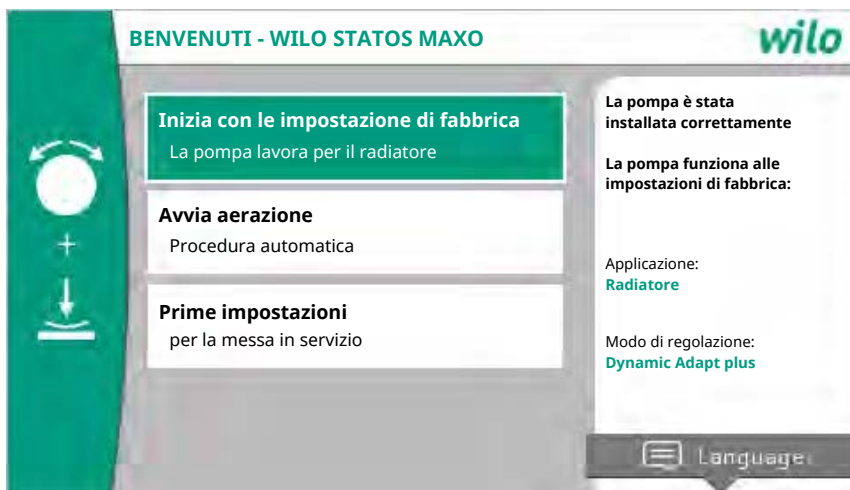 BENVENUTI - WILO STATOS MAXO
wilo
Inizia con le impostazione di fabbrica
La pompa lavora per il radiatore
Avvia aerazione
Procedura automatica
Prime impostazioni
per la messa in servizio
La pompa è stata
installata correttamente
La pompa funziona alle
impostazioni di fabbrica:
Applicazione:
Radiatore
Modo di regolazione:
Dynamic Adapt plus
Language